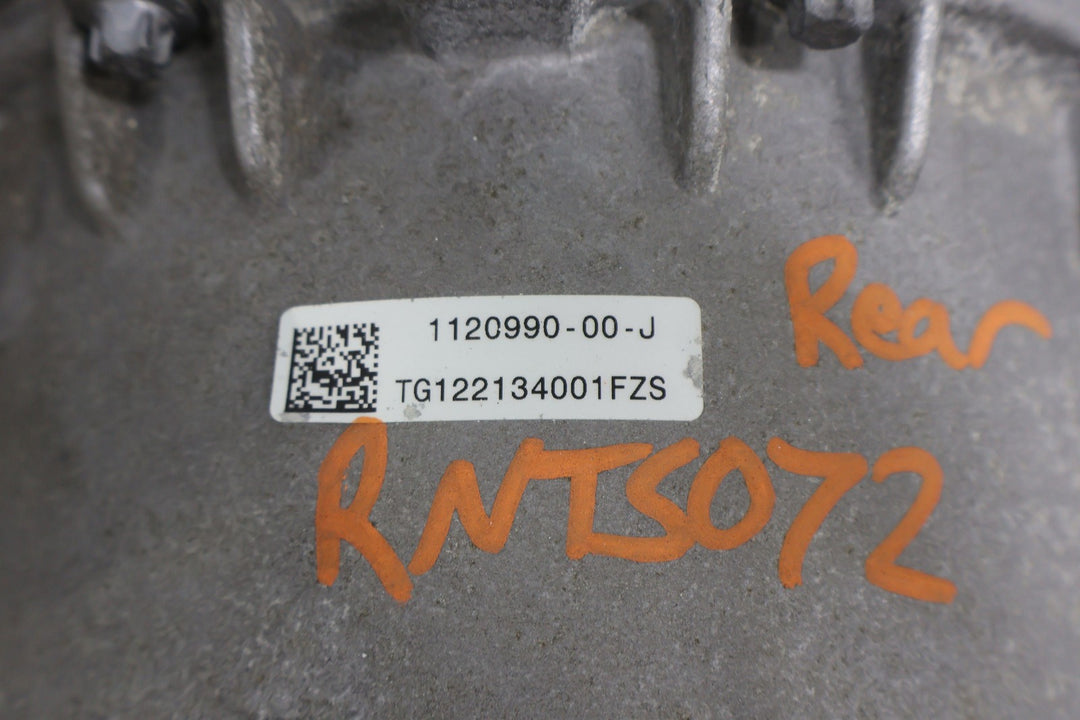 1120990-00-J
TG122134001FZS
Rear
RNTS072